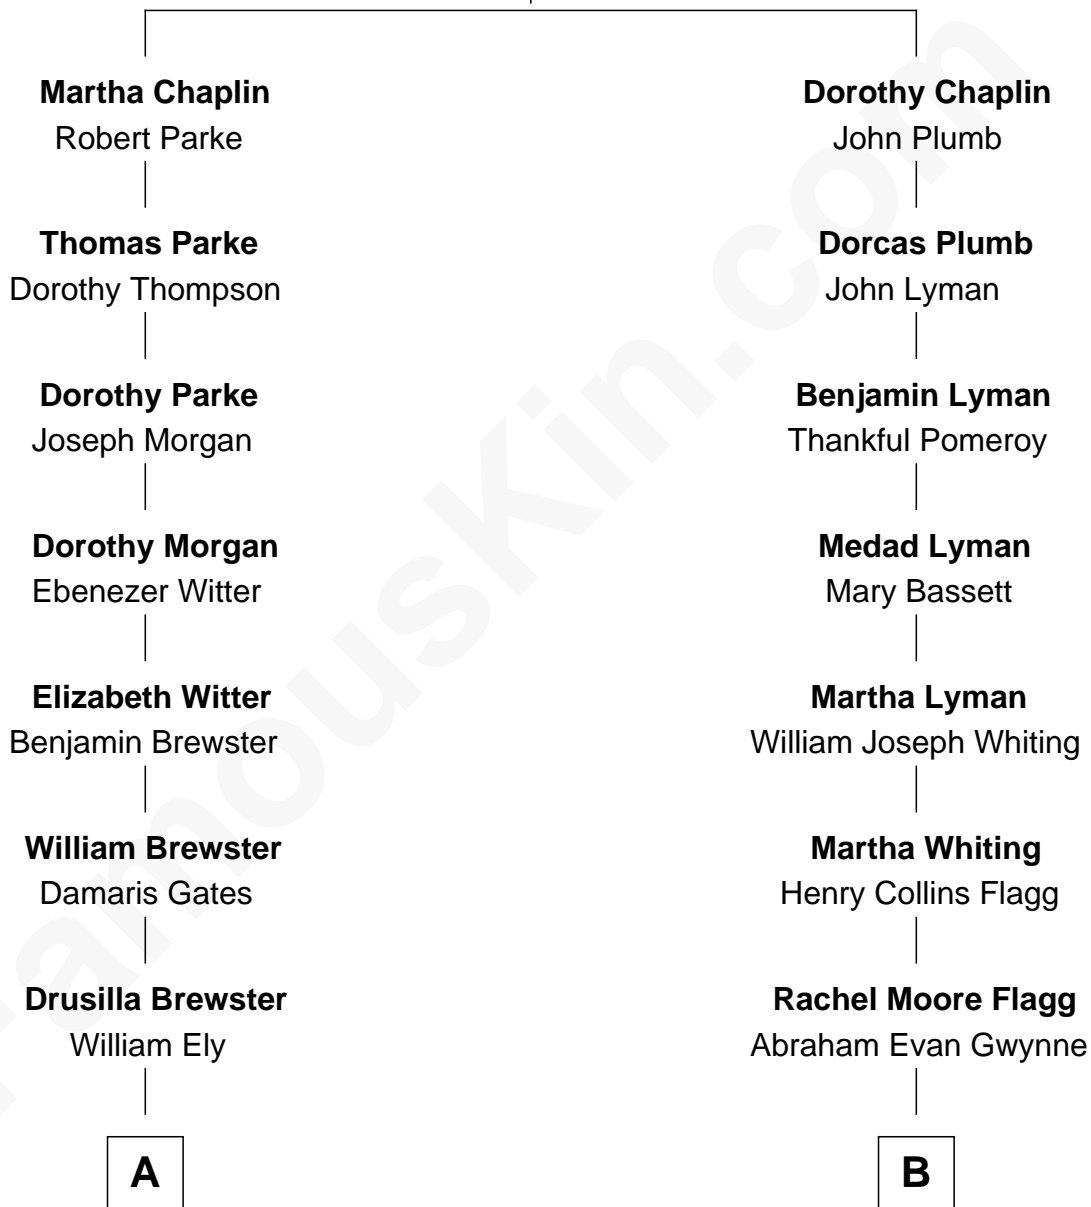 Martha Chaplin
Robert Parke
Thomas Parke
Dorothy Thompson
Dorothy Parke
Joseph Morgan
Dorothy Morgan
Ebenezer Witter
Elizabeth Witter
Benjamin Brewster
William Brewster
Damaris Gates
Drusilla Brewster
William Ely
A
Dorothy Chaplin
John Plumb
Dorcas Plumb
John Lyman
Benjamin Lyman
Thankful Pomeroy
Medad Lyman
Mary Bassett
Martha Lyman
William Joseph Whiting
Martha Whiting
Henry Collins Flagg
Rachel Moore Flagg
Abraham Evan Gwynne
B
FamousKin.com